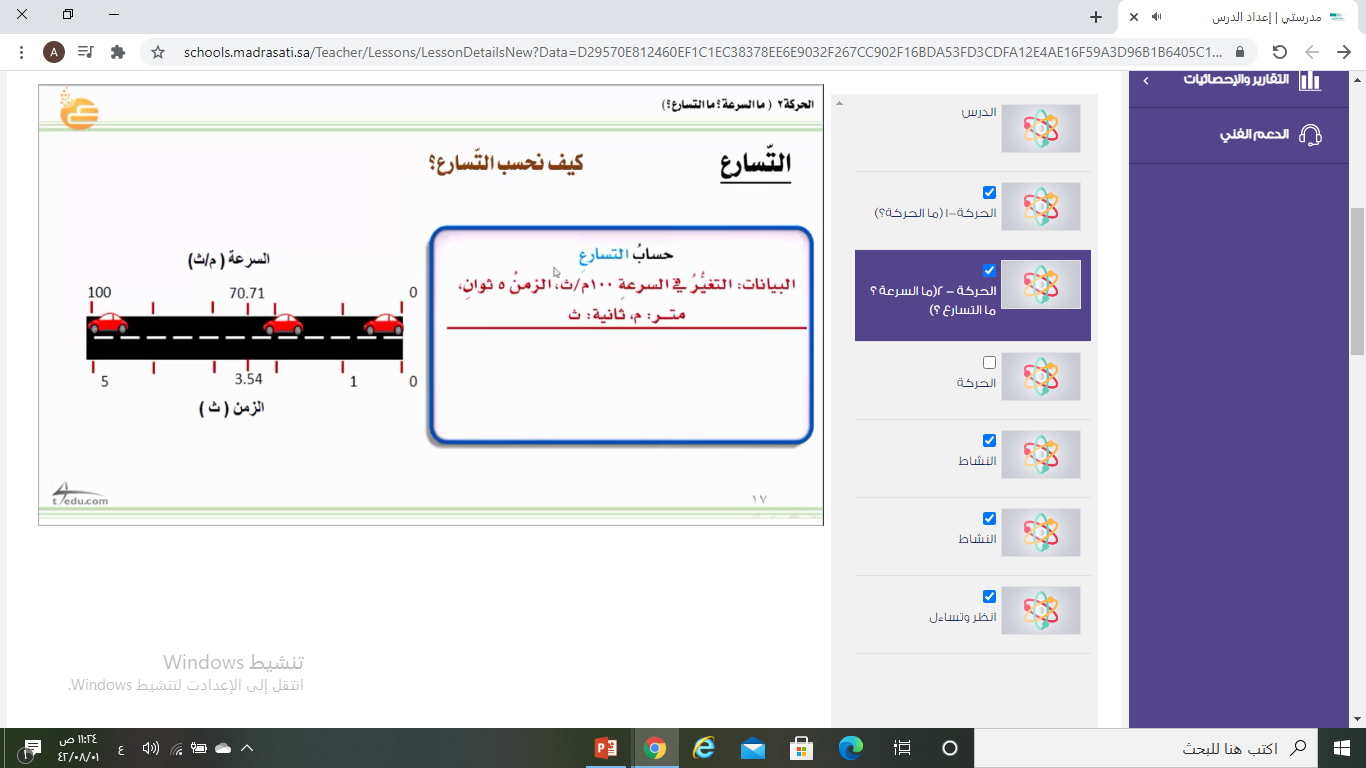 مدرستي | إعداد الدرس
schools.madrasati.sa/Teacher/Lessons/LessonDetailsNew?Data=D29570E812460EF1C1EC38378EE6E9032F267CC902F16BDA53FD3CDFA12E4AE16F59A3D96B1B6405C1...
A
التقارير والإحصائيات
الدعم الفني
الدرس
الحركة-١ (ما الحركة؟)
الحركة - ٢(ما السرعة ؟
ما التسارع ؟)
الحركة
النشاط
النشاط
انظر وتساءل
الحركة٢ ( ما السرعة؟ ما التسارع؟)
التّسارع
كيف نحسب التّسارع؟
حسابُ التسارعِ
البيانات: التغيُّرُ في السرعةِ ١٠٠م/ث، الزمنُ ٥ ثوانٍ،
متـر: م، ثانية: ث
السرعة ( م/ث)
100 70.71 0
5 3.54 1 0
الزمن ( ث )
t4edu.com
١٧
تنشيط Windows
انتقل إلى الإعدادات لتنشيط Windows.
اكتب هنا للبحث
ع
١١:٢٤ ص
٤٢/٠٨/٠١